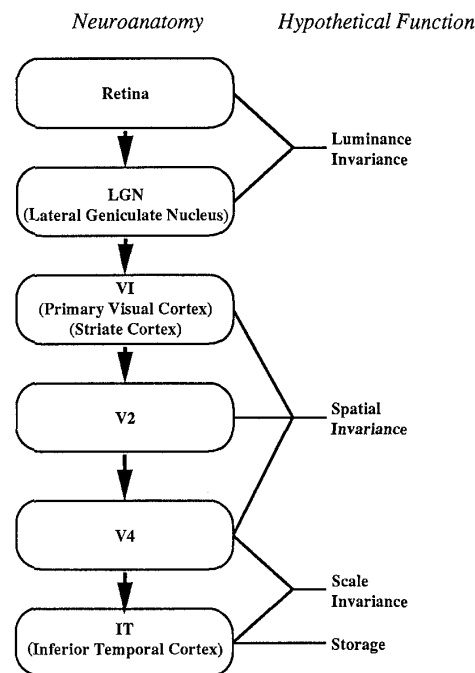 Neuroanatomy
Hypothetical Function
Retina
Luminance
Invariance
LGN
(Lateral Geniculate Nucleus)
VI
(Primary Visual Cortex)
(Striate Cortex)
V2
Spatial
Invariance
V4
Scale
Invariance
IT
(Inferior Temporal Cortex)
Storage